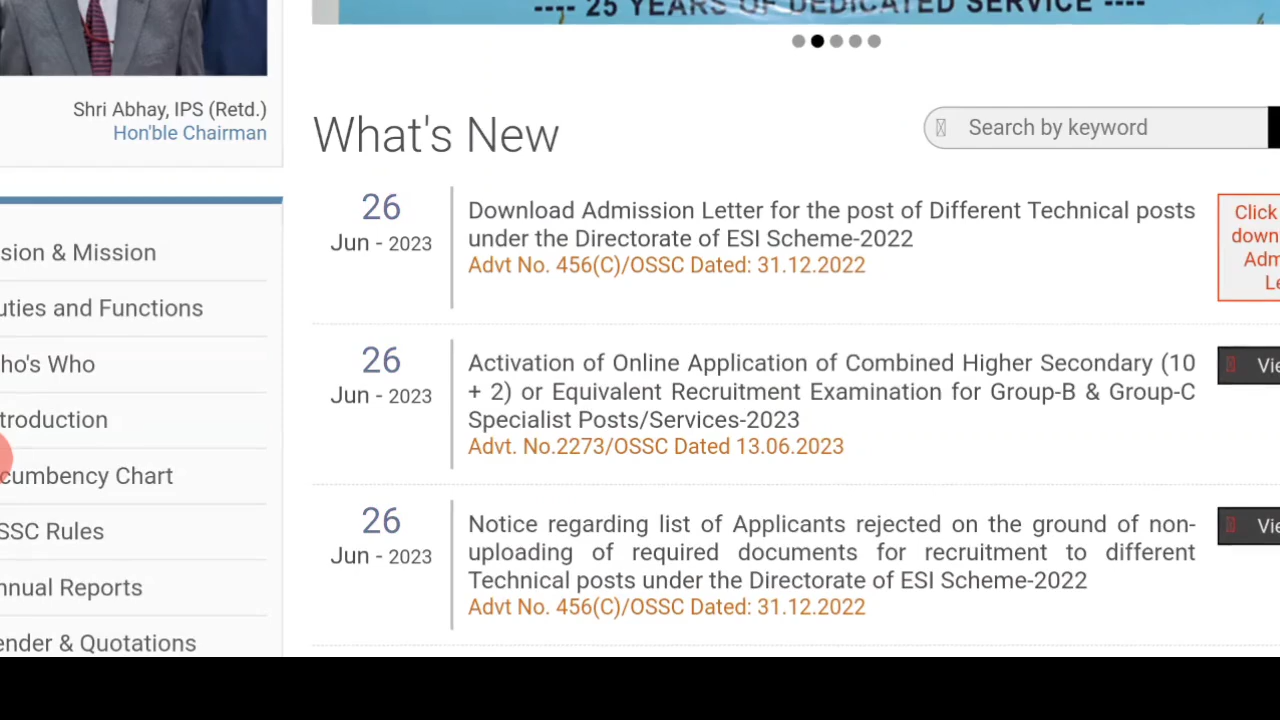 ---- 25 YEARS OF DEDICATED SERVICE ----
Shri Abhay, IPS (Retd.)
Hon'ble Chairman
sion & Mission
uties and Functions
ho's Who
troduction
cumbency Chart
SSC Rules
nnual Reports
ender & Quotations
What's New
Search by keyword
26
Jun - 2023
Download Admission Letter for the post of Different Technical posts
under the Directorate of ESI Scheme-2022
Advt No. 456(C)/OSSC Dated: 31.12.2022
Click
down
Adm
Le
26
Jun - 2023
Activation of Online Application of Combined Higher Secondary (10
+ 2) or Equivalent Recruitment Examination for Group-B & Group-C
Specialist Posts/Services-2023
Advt. No.2273/OSSC Dated 13.06.2023
Vie
26
Jun - 2023
Notice regarding list of Applicants rejected on the ground of non-
uploading of required documents for recruitment to different
Technical posts under the Directorate of ESI Scheme-2022
Advt No. 456(C)/OSSC Dated: 31.12.2022
Vie